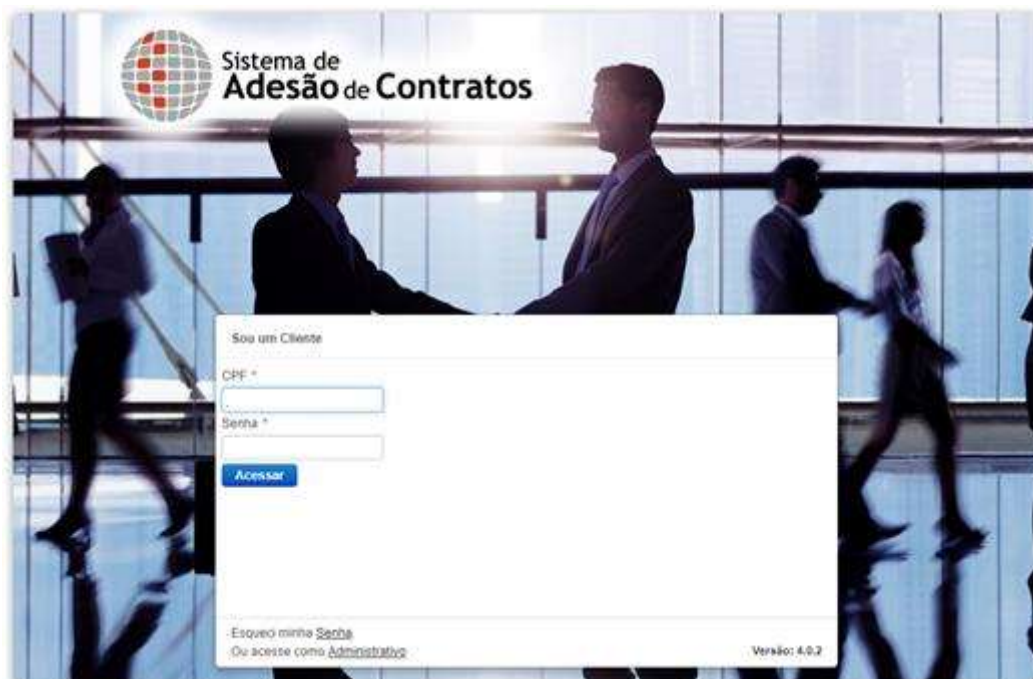 Sistema de
Adesão de Contratos
Sou um Cliente
CPF *
Senha *
Acessar
Esqueci minha Senha
Ou acesse como Administrativo
Versão: 4.0.2